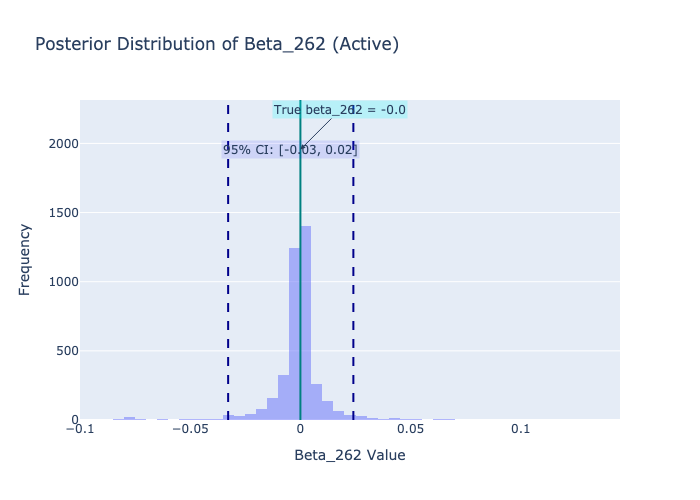 Posterior Distribution of Beta_262 (Active)
True beta_262 = -0.0
95% CI: [-0.03, 0.02]
Frequency
2000
1500
1000
500
0
−0.1
−0.05
0
0.05
0.1
Beta_262 Value